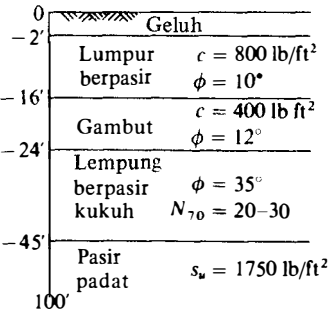 0
Geluh
−2′
Lumpur c = 800 lb/ft²
berpasir ϕ = 10°
−16′
c = 400 lb ft²
Gambut
ϕ = 12°
−24′
Lempung
berpasir ϕ = 35°
kukuh N₇₀ = 20–30
−45′
Pasir
padat sᵤ = 1750 lb/ft²
100′